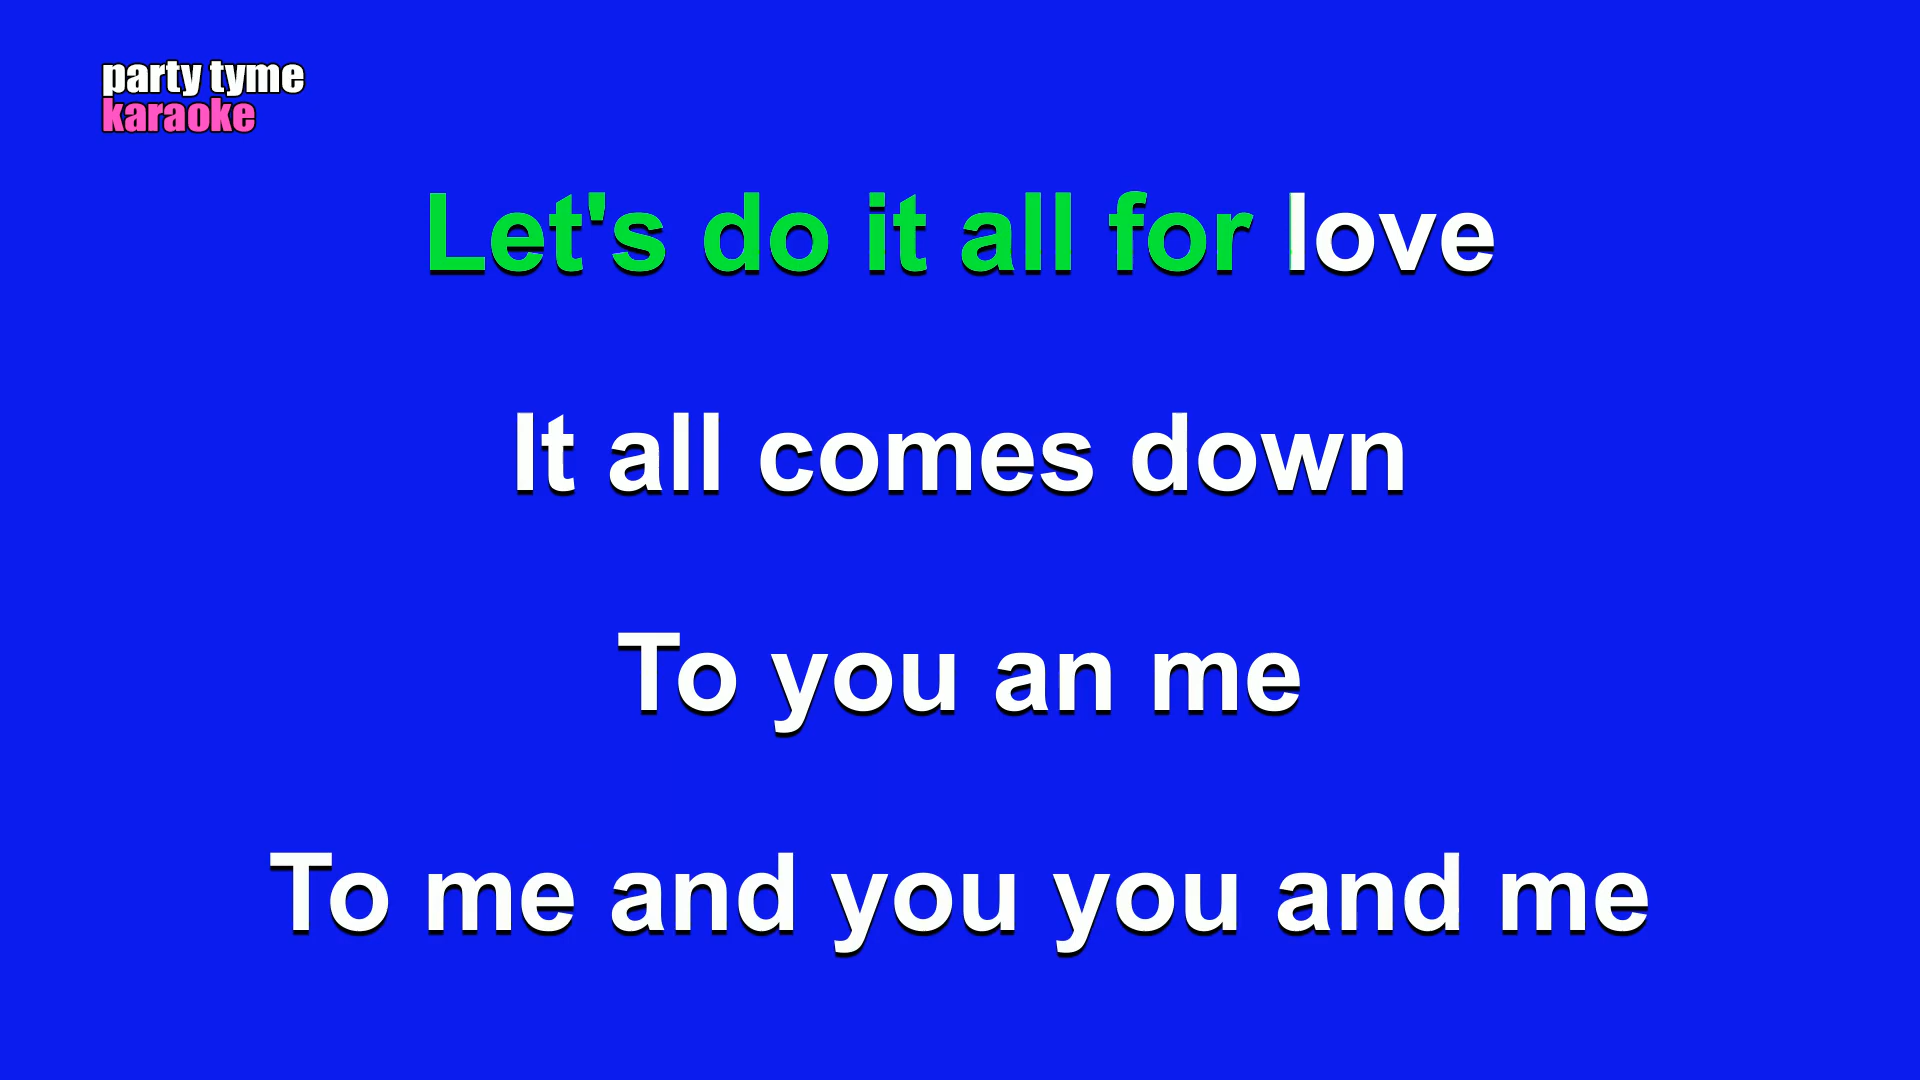 party tyme
karaoke
Let's do it all for love
It all comes down
To you an me
To me and you you and me